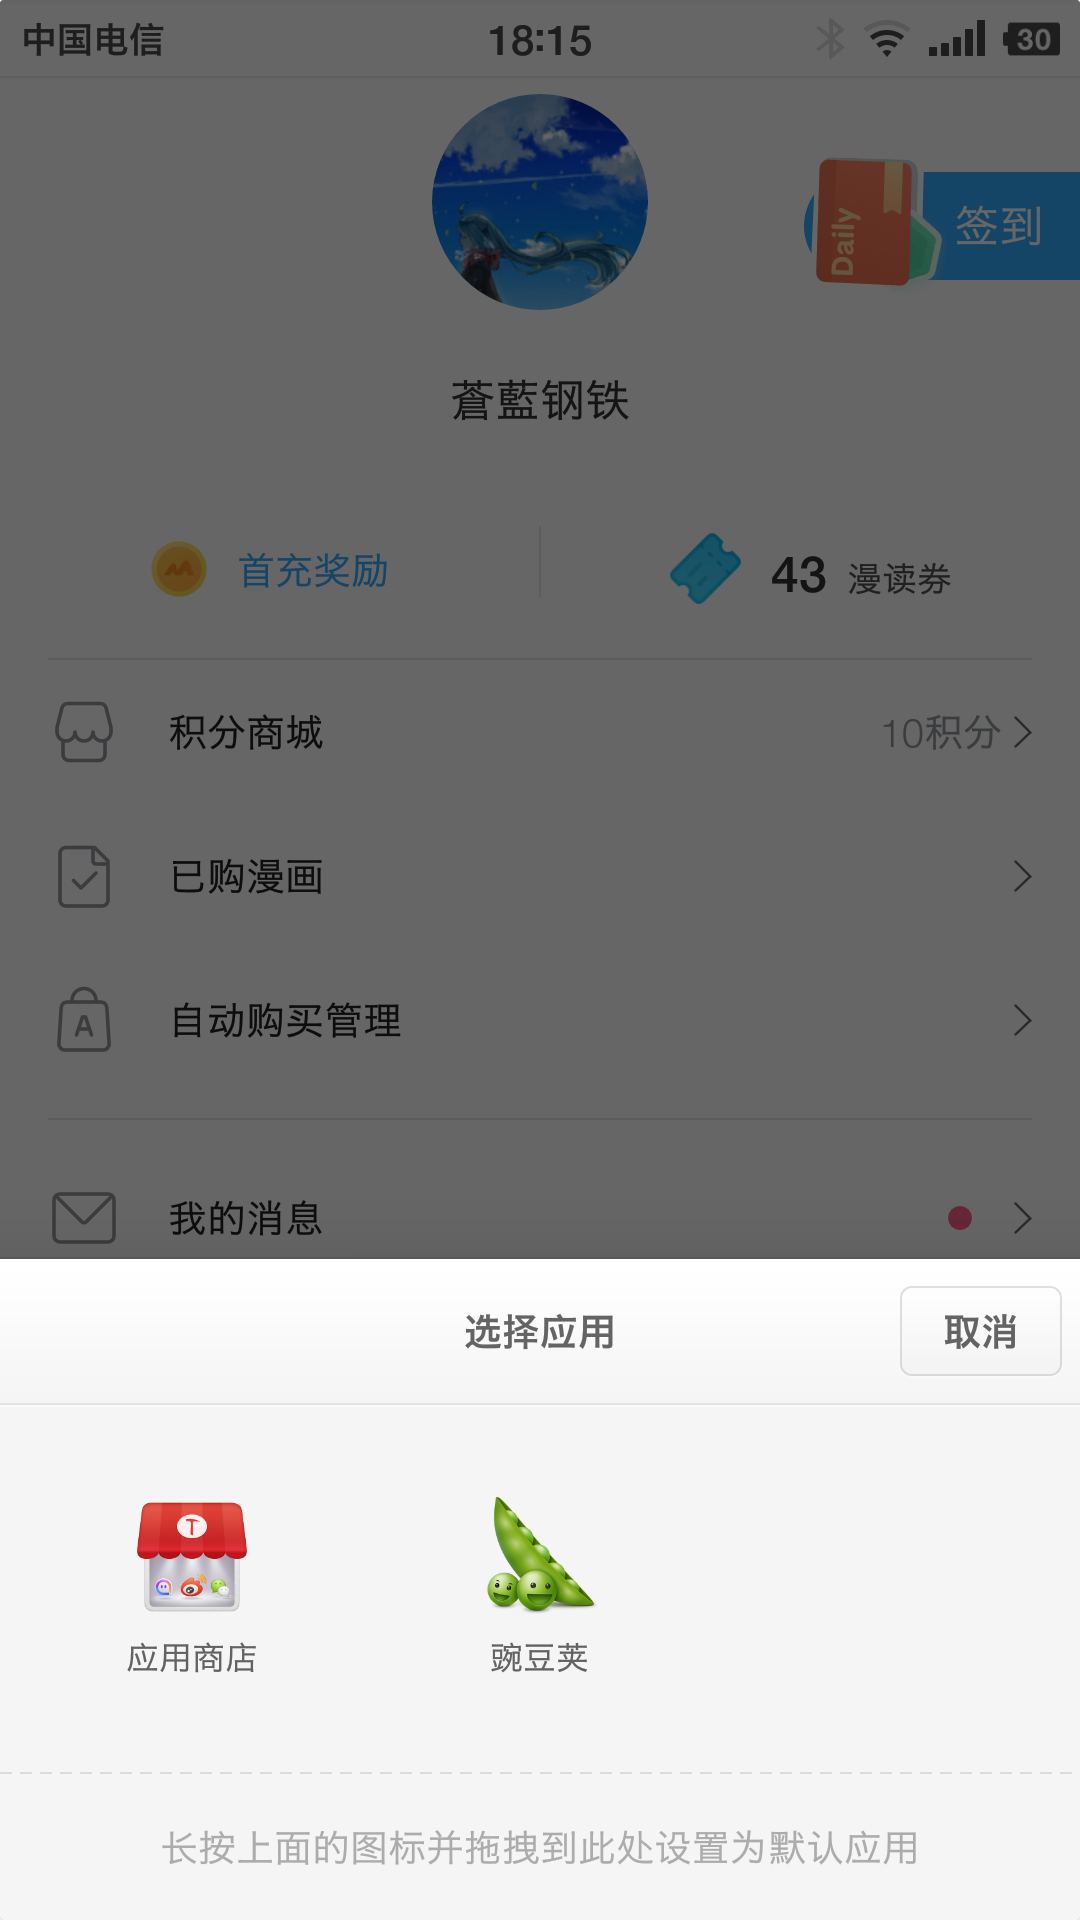 中国电信
18:15
30
Daily
签到
蒼藍钢铁
首充奖励
43 漫读券
积分商城
10积分
已购漫画
自动购买管理
A
我的消息
选择应用
取消
T
应用商店
豌豆荚
长按上面的图标并拖拽到此处设置为默认应用